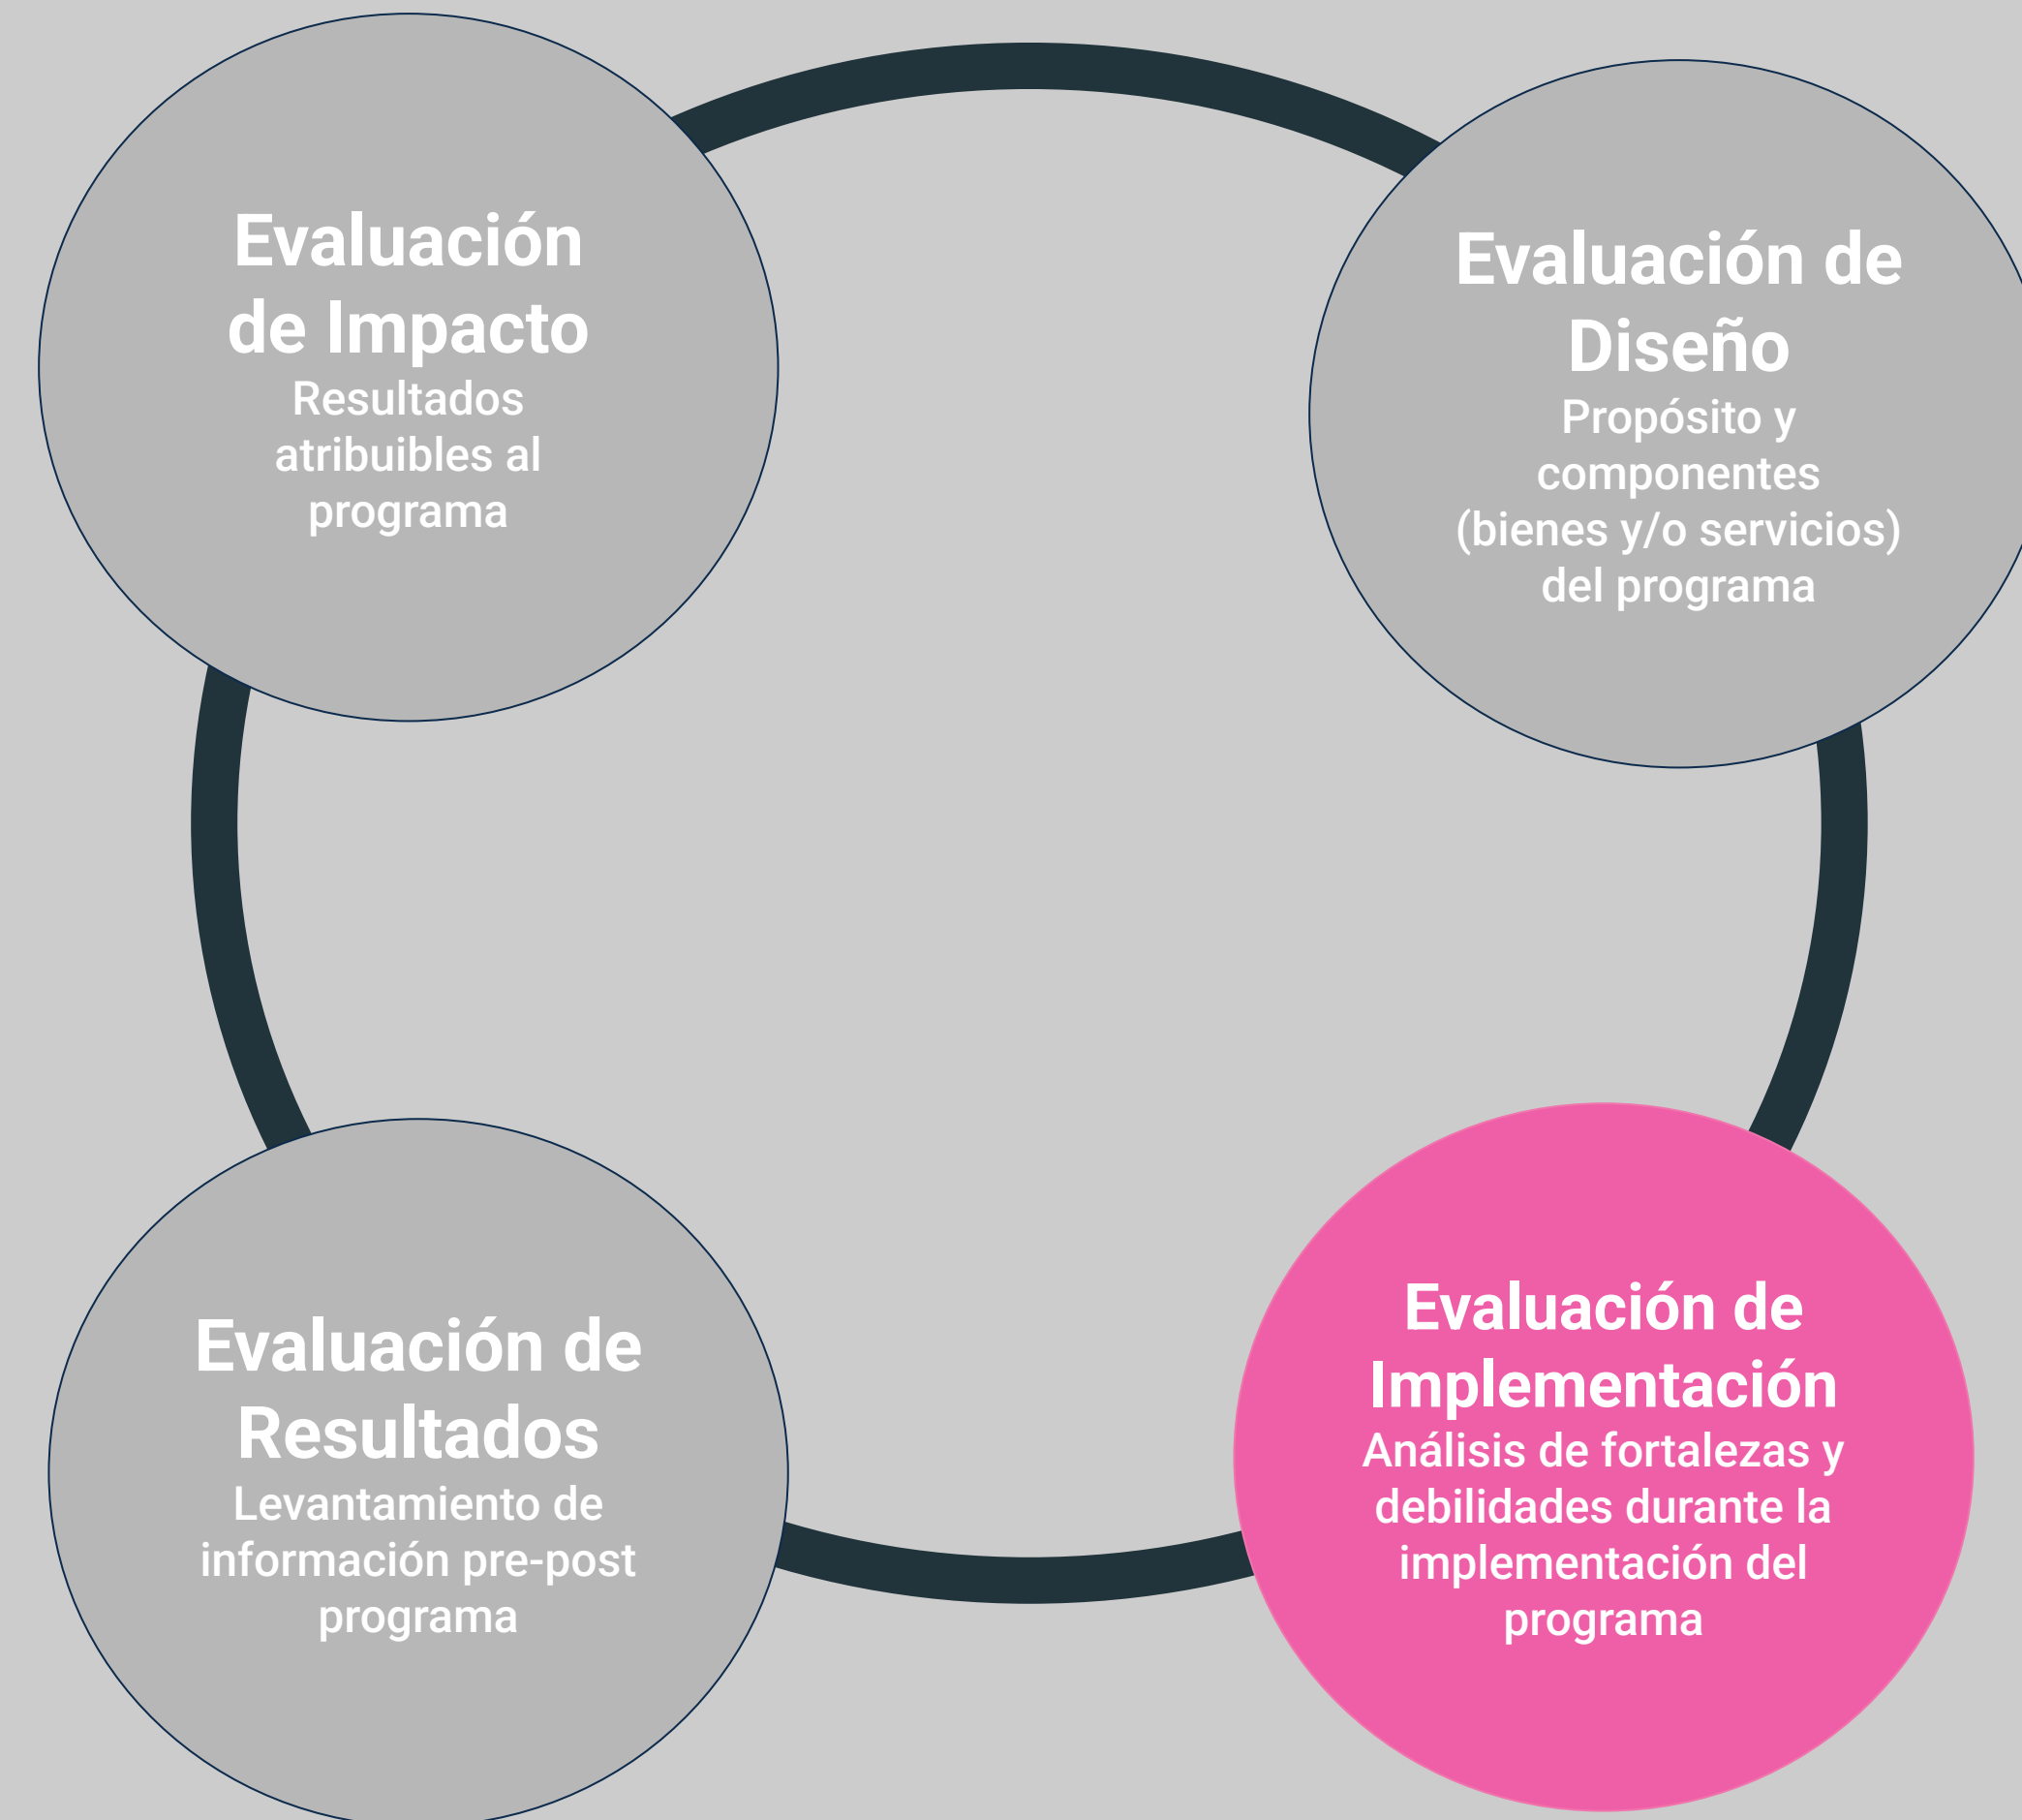 Evaluación
de Impacto
Resultados
atribuibles al
programa
Evaluación de
Diseño
Propósito y
componentes
(bienes y/o servicios)
del programa
Evaluación de
Resultados
Levantamiento de
información pre-post
programa
Evaluación de
Implementación
Análisis de fortalezas y
debilidades durante la
implementación del
programa